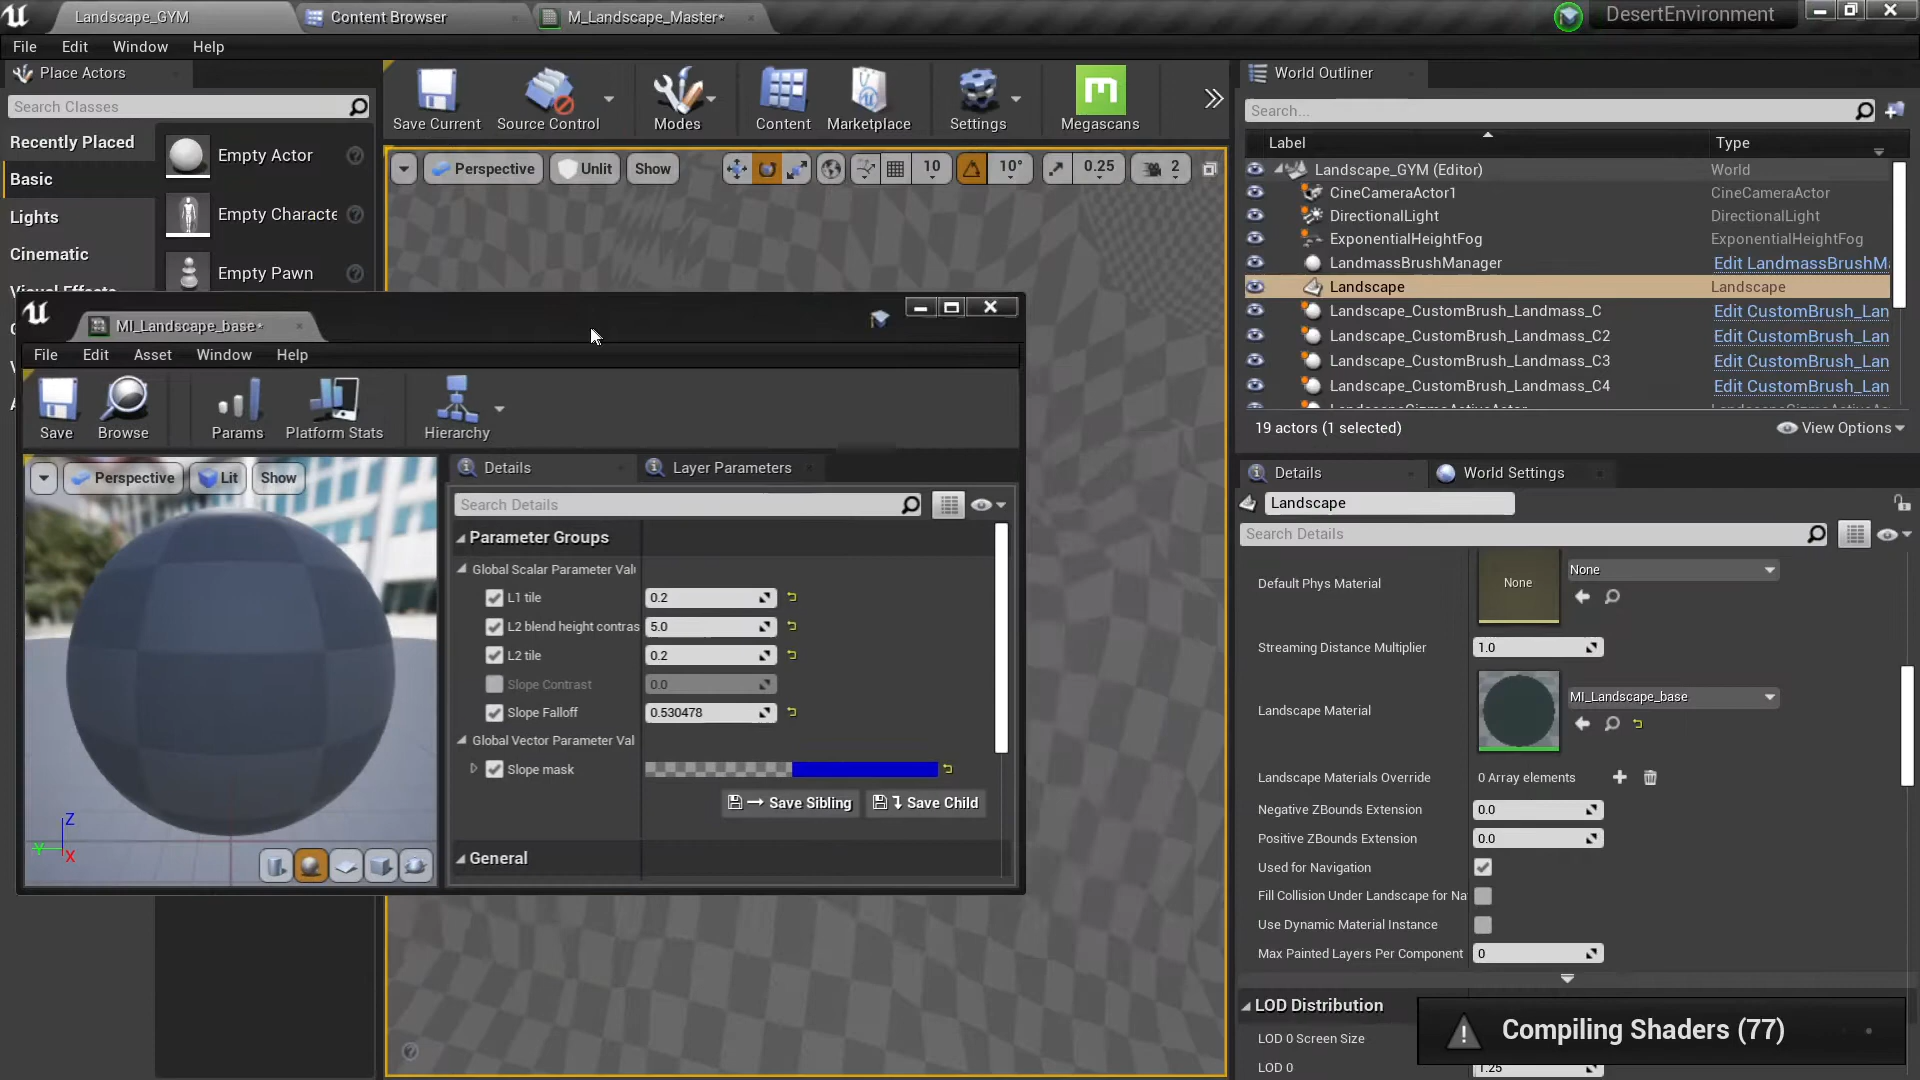 Landscape_GYM
Content Browser
M_Landscape_Master*
DesertEnvironment
File Edit Window Help
Place Actors
Search Classes
Recently Placed
Basic
Lights
Cinematic
Empty Actor
Empty Characte
Empty Pawn
Save Current
Source Control
Modes
Content
Marketplace
Settings
Megascans
Perspective
Unlit
Show
10
10°
0.25
2
World Outliner
Search...
Label Type
Landscape_GYM (Editor) World
CineCameraActor1 CineCameraActor
DirectionalLight DirectionalLight
ExponentialHeightFog ExponentialHeightFog
LandmassBrushManager Edit LandmassBrushM
Landscape Landscape
Landscape_CustomBrush_Landmass_C Edit CustomBrush_Lan
Landscape_CustomBrush_Landmass_C2 Edit CustomBrush_Lan
Landscape_CustomBrush_Landmass_C3 Edit CustomBrush_Lan
Landscape_CustomBrush_Landmass_C4 Edit CustomBrush_Lan
19 actors (1 selected)
View Options
MI_Landscape_base*
File Edit Asset Window Help
Save
Browse
Params
Platform Stats
Hierarchy
Perspective
Lit
Show
Z
Y
X
Details
Layer Parameters
Search Details
Parameter Groups
Global Scalar Parameter Valu
L1 tile 0.2
L2 blend height contras 5.0
L2 tile 0.2
Slope Contrast 0.0
Slope Falloff 0.530478
Global Vector Parameter Val
Slope mask
Save Sibling
Save Child
General
Details
World Settings
Landscape
Search Details
Default Phys Material None None
Streaming Distance Multiplier 1.0
Landscape Material MI_Landscape_base
Landscape Materials Override 0 Array elements
Negative ZBounds Extension 0.0
Positive ZBounds Extension 0.0
Used for Navigation
Fill Collision Under Landscape for Na
Use Dynamic Material Instance
Max Painted Layers Per Component 0
LOD Distribution
LOD 0 Screen Size
LOD 0 1.25
Compiling Shaders (77)